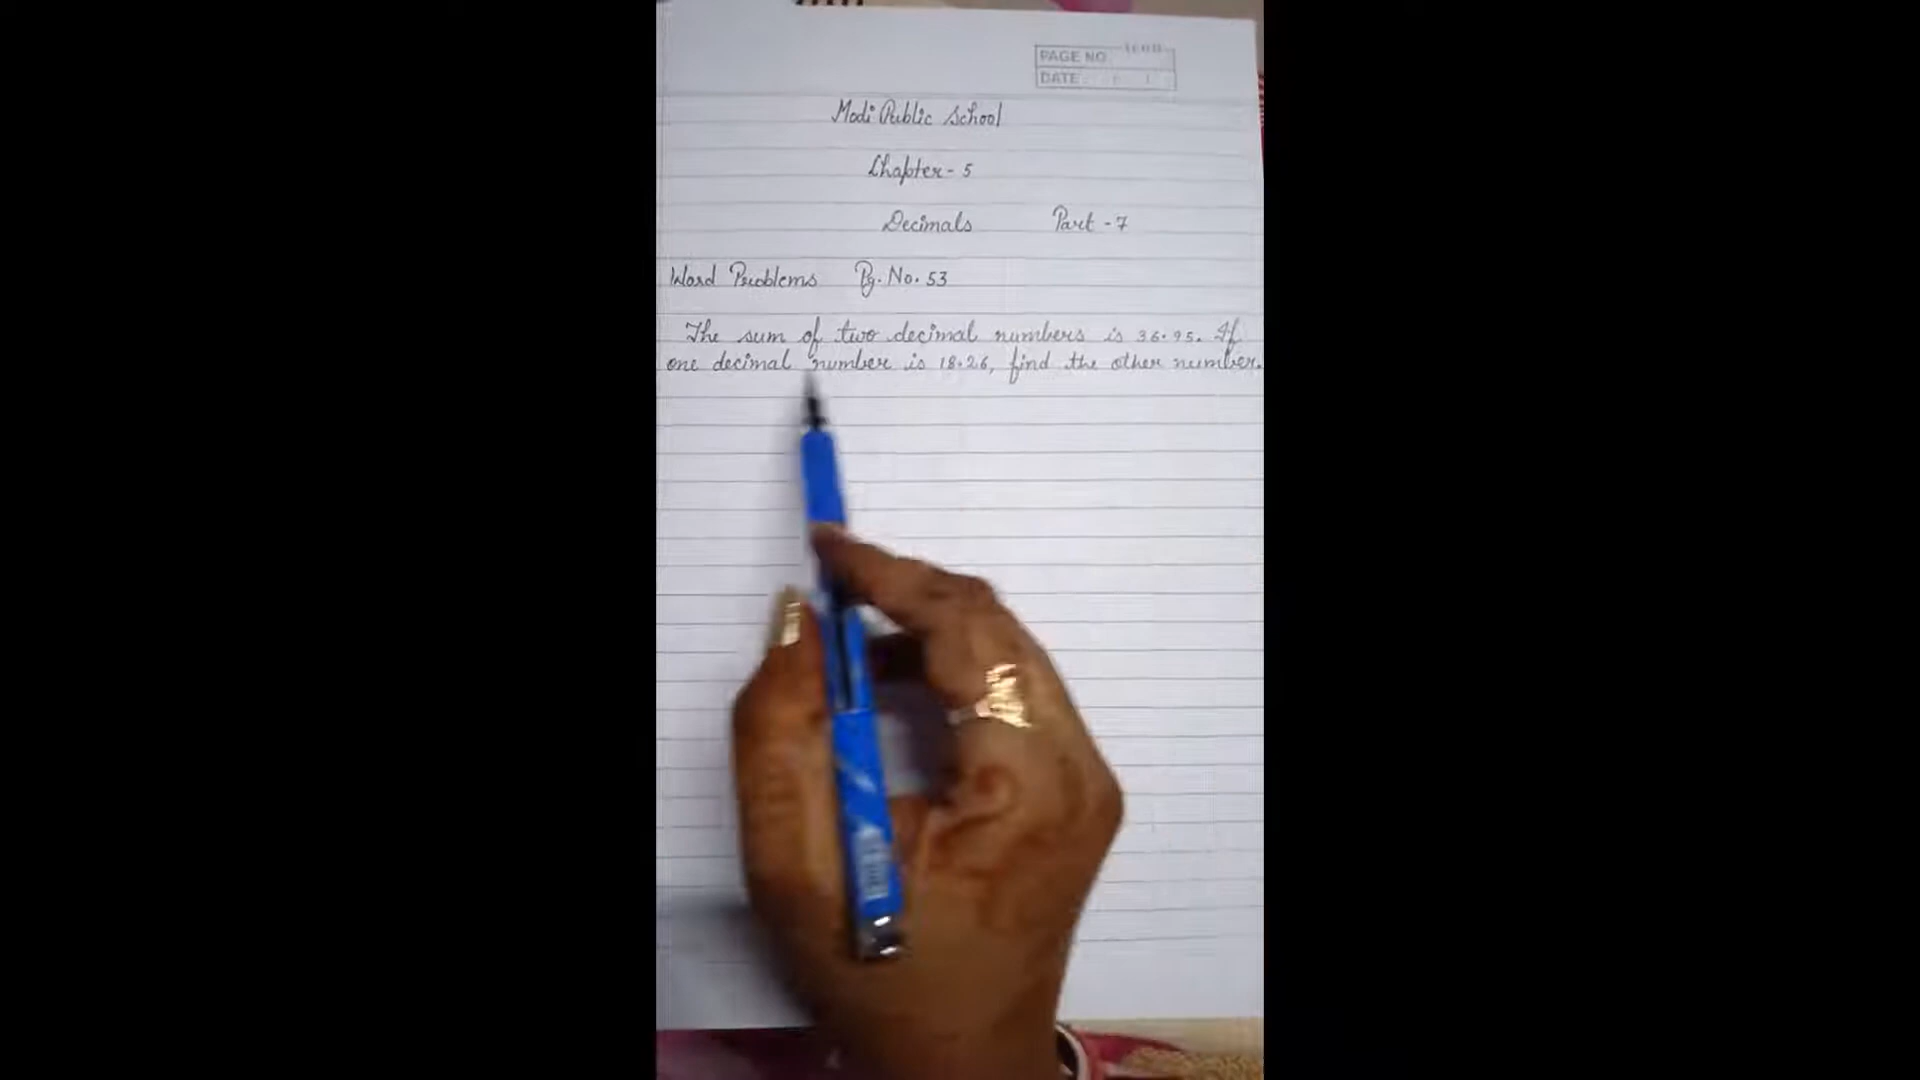 PAGE NO.
DATE
Modi Public School
Chapter - 5
Decimals Part - 7
Word Problems Pg. No. 53
The sum of two decimal numbers is 36.95. If
one decimal number is 18.26, find the other number.